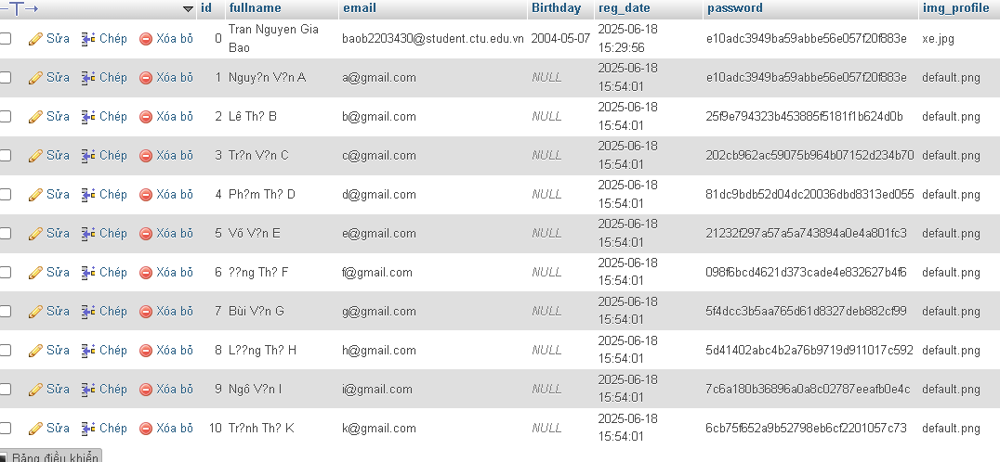 id fullname email Birthday reg_date password img_profile
Sửa Chép Xóa bỏ 0 Tran Nguyen Gia Bao baob2203430@student.ctu.edu.vn 2004-05-07 2025-06-18 15:29:56 e10adc3949ba59abbe56e057f20f883e xe.jpg
Sửa Chép Xóa bỏ 1 Nguy?n V?n A a@gmail.com NULL 2025-06-18 15:54:01 e10adc3949ba59abbe56e057f20f883e default.png
Sửa Chép Xóa bỏ 2 Lê Th? B b@gmail.com NULL 2025-06-18 15:54:01 25f9e794323b453885f5181f1b624d0b default.png
Sửa Chép Xóa bỏ 3 Tr?n V?n C c@gmail.com NULL 2025-06-18 15:54:01 202cb962ac59075b964b07152d234b70 default.png
Sửa Chép Xóa bỏ 4 Ph?m Th? D d@gmail.com NULL 2025-06-18 15:54:01 81dc9bdb52d04dc20036dbd8313ed055 default.png
Sửa Chép Xóa bỏ 5 Võ V?n E e@gmail.com NULL 2025-06-18 15:54:01 21232f297a57a5a743894a0e4a801fc3 default.png
Sửa Chép Xóa bỏ 6 ??ng Th? F f@gmail.com NULL 2025-06-18 15:54:01 098f6bcd4621d373cade4e832627b4f6 default.png
Sửa Chép Xóa bỏ 7 Bùi V?n G g@gmail.com NULL 2025-06-18 15:54:01 5f4dcc3b5aa765d61d8327deb882cf99 default.png
Sửa Chép Xóa bỏ 8 L??ng Th? H h@gmail.com NULL 2025-06-18 15:54:01 5d41402abc4b2a76b9719d911017c592 default.png
Sửa Chép Xóa bỏ 9 Ngô V?n I i@gmail.com NULL 2025-06-18 15:54:01 7c6a180b36896a0a8c02787eeafb0e4c default.png
Sửa Chép Xóa bỏ 10 Tr?nh Th? K k@gmail.com NULL 2025-06-18 15:54:01 6cb75f652a9b52798eb6cf2201057c73 default.png
Bảng điều khiển